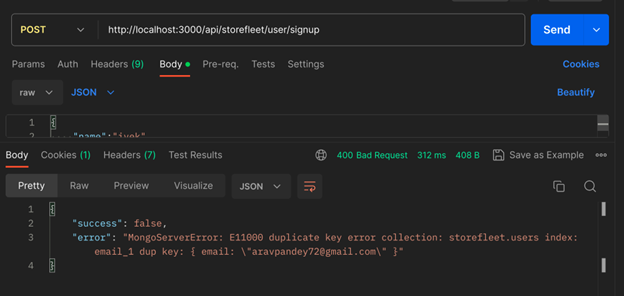 POST http://localhost:3000/api/storefleet/user/signup Send
Params Auth Headers (9) Body Pre-req. Tests Settings Cookies
raw JSON Beautify
1 {
2 "name":"ivek"
Body Cookies (1) Headers (7) Test Results 400 Bad Request 312 ms 408 B Save as Example
Pretty Raw Preview Visualize JSON
1 {
2 "success": false,
3 "error": "MongoServerError: E11000 duplicate key error collection: storefleet.users index:
email_1 dup key: { email: \"aravpandey72@gmail.com\" }"
4 }